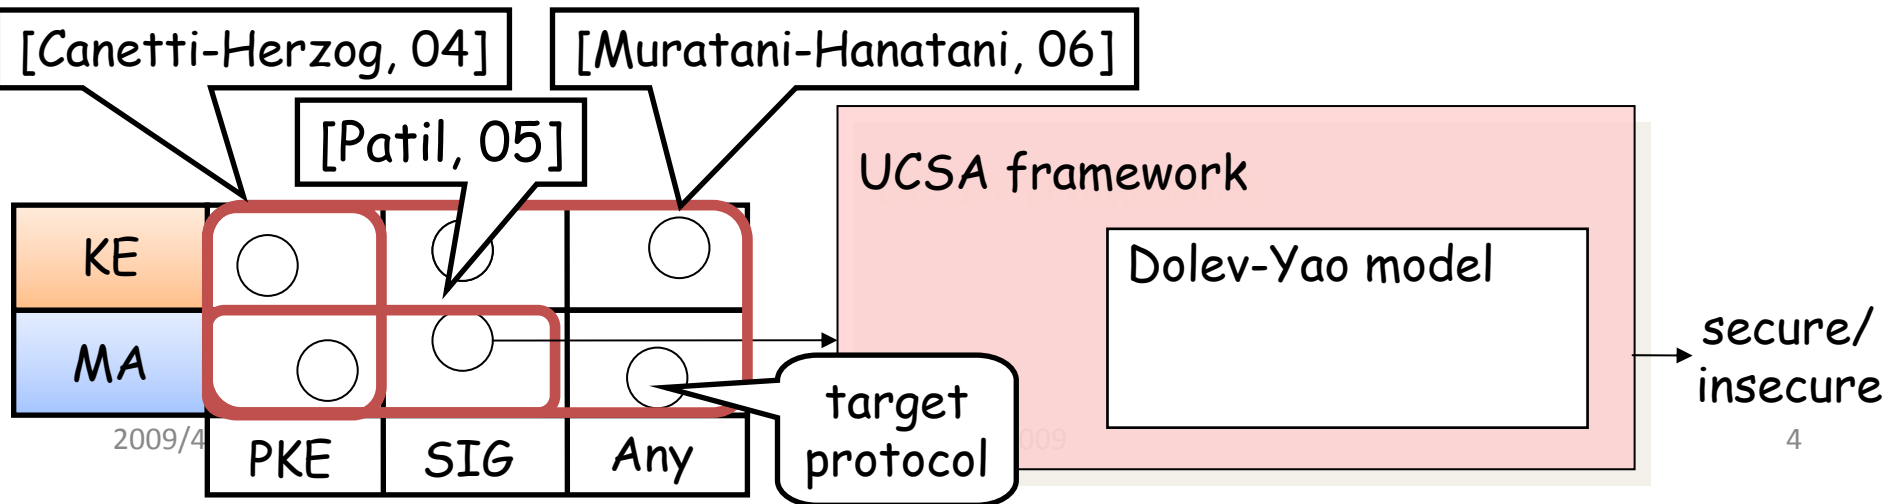 [Canetti-Herzog, 04]
[Muratani-Hanatani, 06]
[Patil, 05]
UCSA framework
KE
Dolev-Yao model
MA
secure/
insecure
target
protocol
2009/4
009
4
PKE
SIG
Any